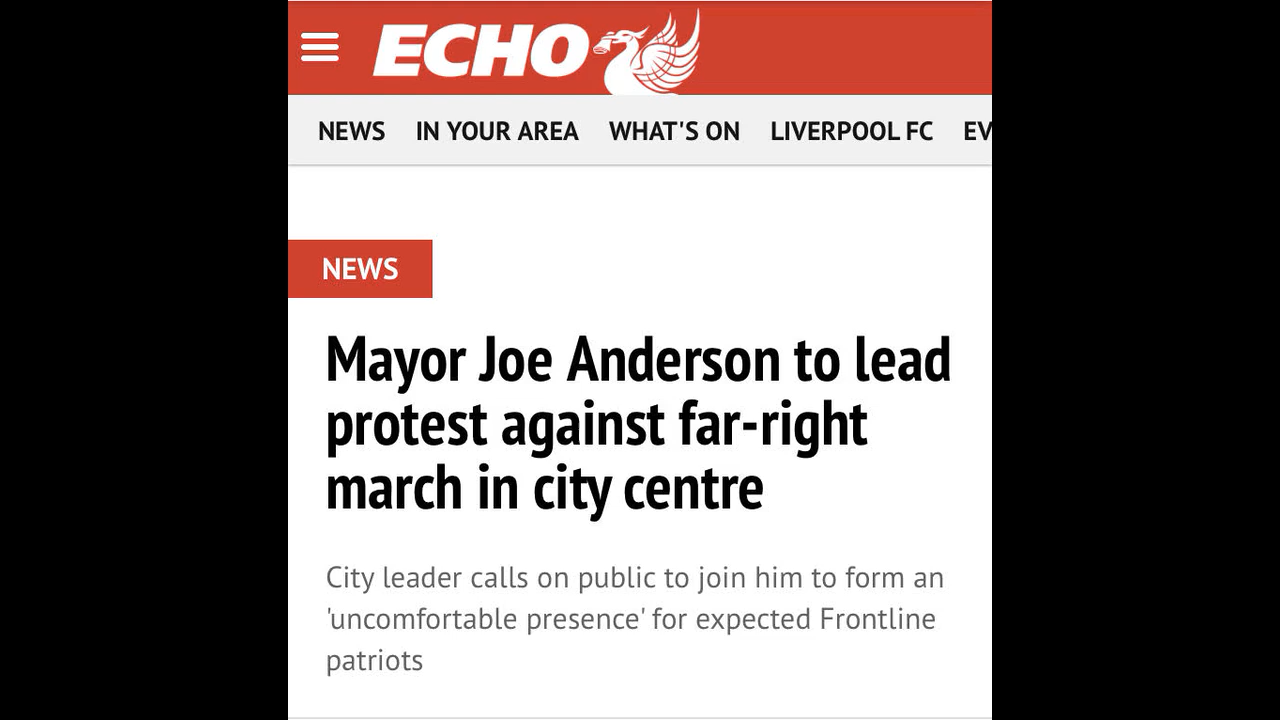 ECHO
NEWS IN YOUR AREA WHAT'S ON LIVERPOOL FC EV
NEWS
Mayor Joe Anderson to lead
protest against far-right
march in city centre
City leader calls on public to join him to form an
'uncomfortable presence' for expected Frontline
patriots